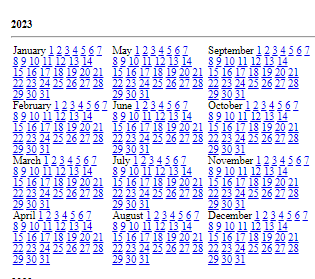 2023
January 1 2 3 4 5 6 7
8 9 10 11 12 13 14
15 16 17 18 19 20 21
22 23 24 25 26 27 28
29 30 31
February 1 2 3 4 5 6 7
8 9 10 11 12 13 14
15 16 17 18 19 20 21
22 23 24 25 26 27 28
29 30 31
March 1 2 3 4 5 6 7
8 9 10 11 12 13 14
15 16 17 18 19 20 21
22 23 24 25 26 27 28
29 30 31
April 1 2 3 4 5 6 7
8 9 10 11 12 13 14
15 16 17 18 19 20 21
22 23 24 25 26 27 28
29 30 31
May 1 2 3 4 5 6 7
8 9 10 11 12 13 14
15 16 17 18 19 20 21
22 23 24 25 26 27 28
29 30 31
June 1 2 3 4 5 6 7
8 9 10 11 12 13 14
15 16 17 18 19 20 21
22 23 24 25 26 27 28
29 30 31
July 1 2 3 4 5 6 7
8 9 10 11 12 13 14
15 16 17 18 19 20 21
22 23 24 25 26 27 28
29 30 31
August 1 2 3 4 5 6 7
8 9 10 11 12 13 14
15 16 17 18 19 20 21
22 23 24 25 26 27 28
29 30 31
September 1 2 3 4 5 6 7
8 9 10 11 12 13 14
15 16 17 18 19 20 21
22 23 24 25 26 27 28
29 30 31
October 1 2 3 4 5 6 7
8 9 10 11 12 13 14
15 16 17 18 19 20 21
22 23 24 25 26 27 28
29 30 31
November 1 2 3 4 5 6 7
8 9 10 11 12 13 14
15 16 17 18 19 20 21
22 23 24 25 26 27 28
29 30 31
December 1 2 3 4 5 6 7
8 9 10 11 12 13 14
15 16 17 18 19 20 21
22 23 24 25 26 27 28
29 30 31